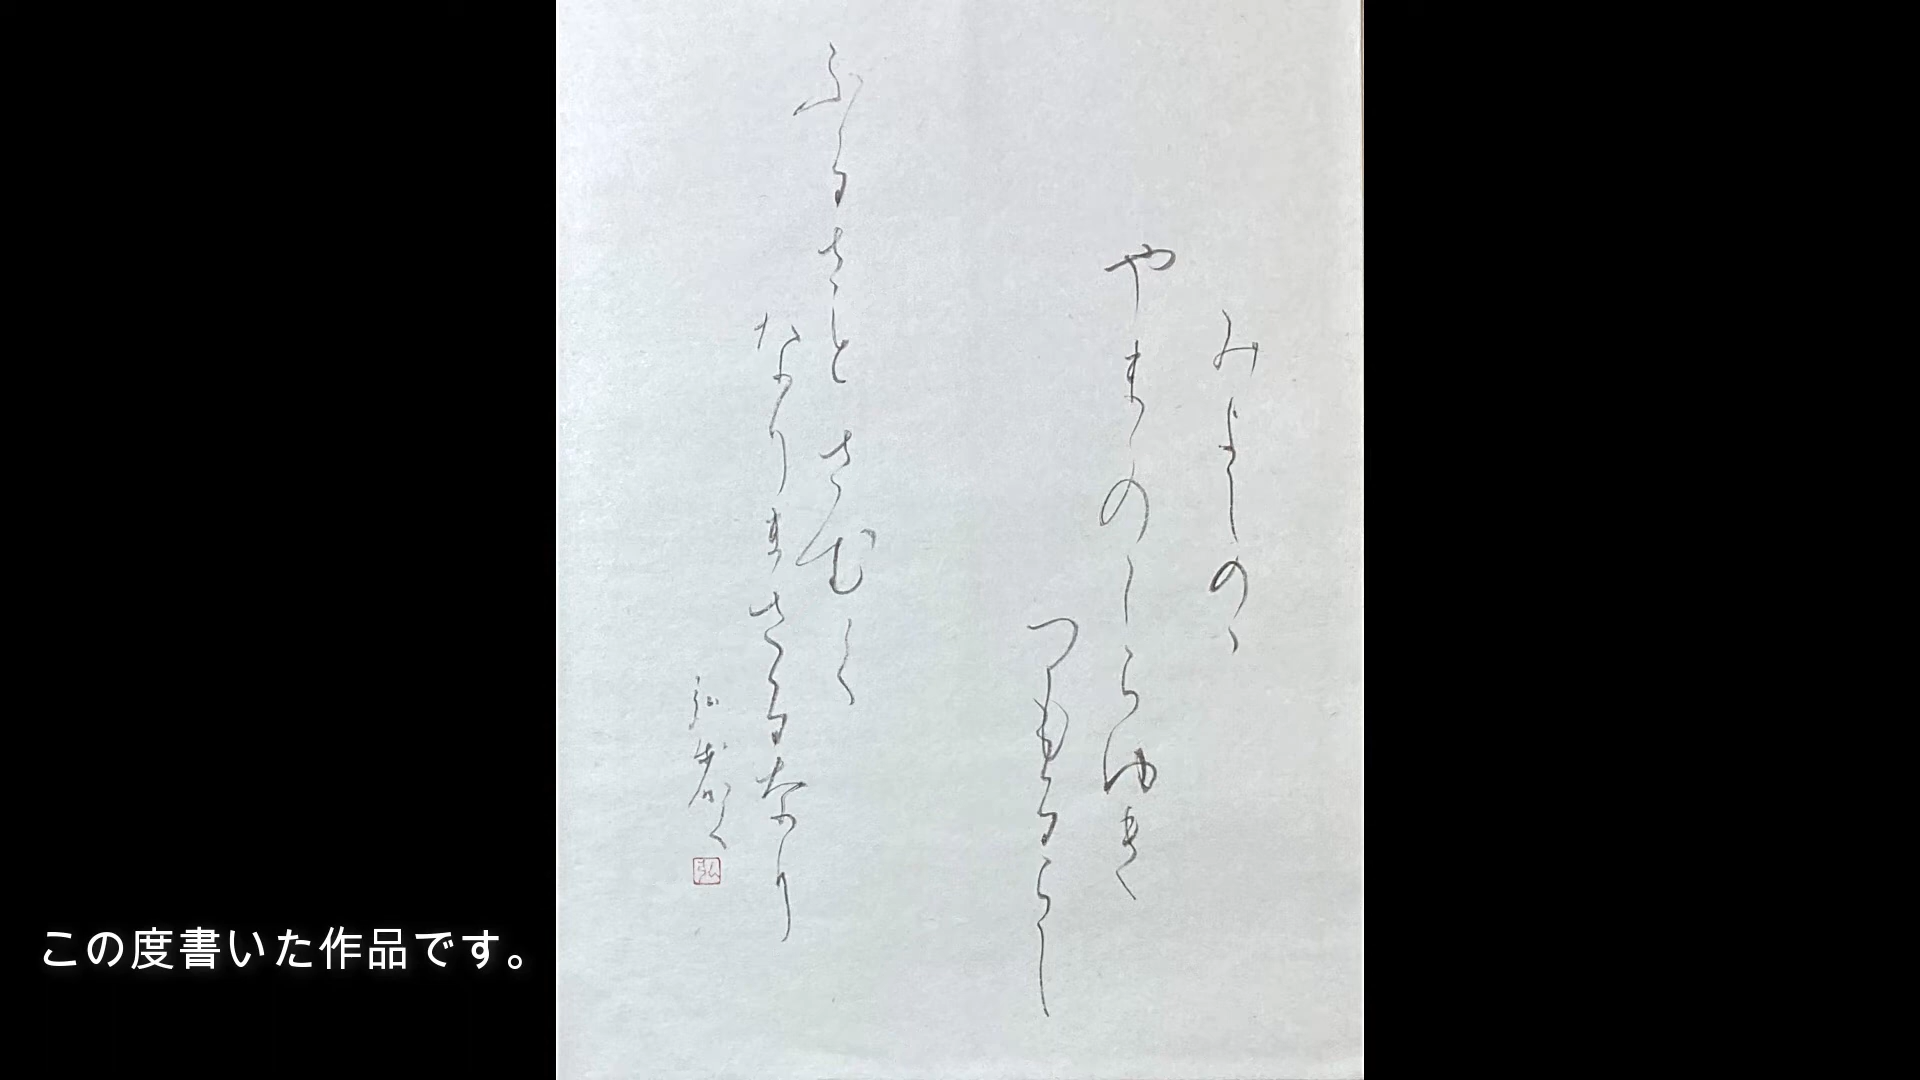 みよしのゝ
やまのしらゆき
つもるらし
ふるさとさむく
なりまさるなり
弘
この度書いた作品です。